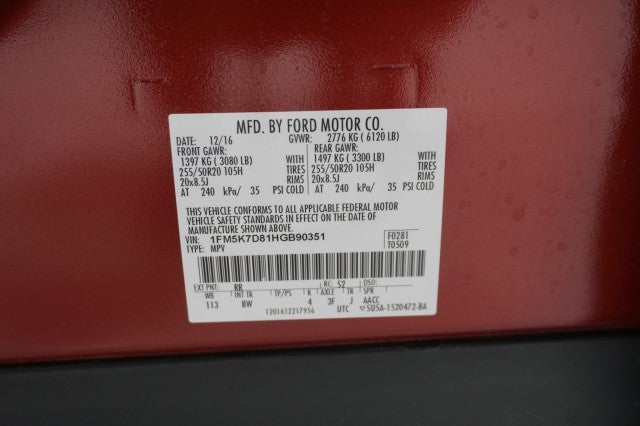 MFD. BY FORD MOTOR CO.
DATE: 12/16 GVWR: 2776 KG ( 6120 LB)
FRONT GAWR: REAR GAWR:
1397 KG ( 3080 LB) WITH 1497 KG ( 3300 LB) WITH
255/50R20 105H TIRES 255/50R20 105H TIRES
20x8.5J RIMS 20x8.5J RIMS
AT 240 kPa/ 35 PSI COLD AT 240 kPa/ 35 PSI COLD
THIS VEHICLE CONFORMS TO ALL APPLICABLE FEDERAL MOTOR
VEHICLE SAFETY STANDARDS IN EFFECT ON THE DATE OF
MANUFACTURE SHOWN ABOVE.
VIN: 1FM5K7D81HGB90351 F0281
TYPE: MPV T0509
EXT PNT: RR RC: 52 DSO:
WB INT TR TP/PS R AXLE TR SPR
113 BW 4 3F J AACC
1201612217956 UTC ▽5U5A-1520472-BA